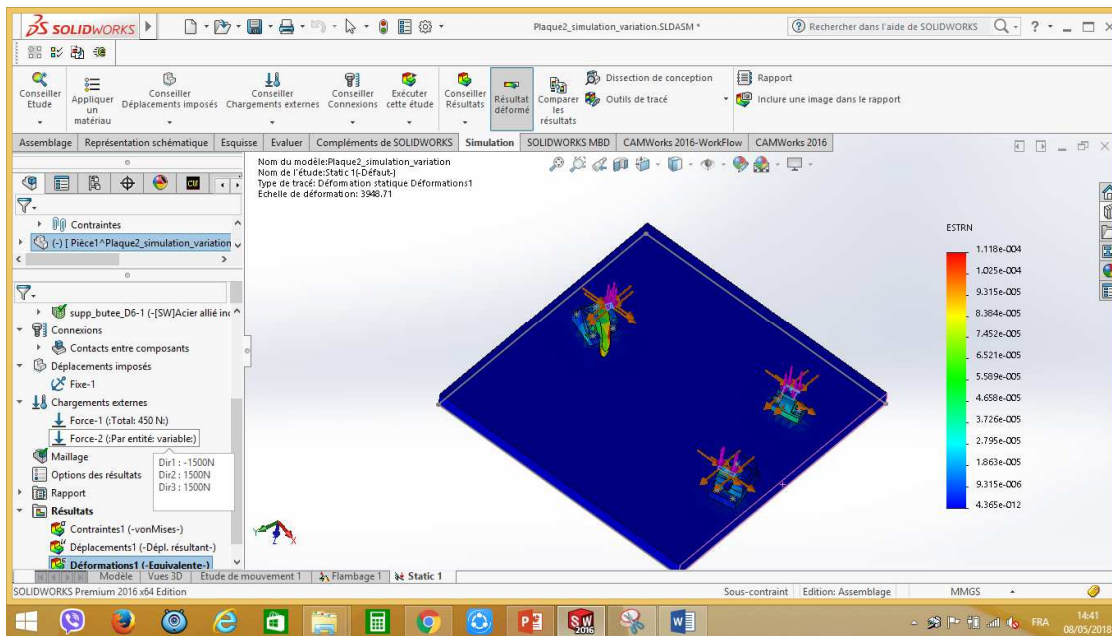 SOLIDWORKS
Plaque2_simulation_variation.SLDASM *
Rechercher dans l'aide de SOLIDWORKS
Conseiller Etude
Appliquer un matériau
Conseiller Déplacements imposés
Conseiller Chargements externes
Conseiller Connexions
Exécuter cette étude
Conseiller Résultats
Résultat déformé
Comparer les résultats
Dissection de conception
Outils de tracé
Rapport
Inclure une image dans le rapport
Assemblage
Représentation schématique
Esquisse
Evaluer
Compléments de SOLIDWORKS
Simulation
SOLIDWORKS MBD
CAMWorks 2016-WorkFlow
CAMWorks 2016
Nom du modèle:Plaque2_simulation_variation
Nom de l'étude:Static 1(-Défaut-)
Type de tracé: Déformation statique Déformations1
Echelle de déformation: 3948.71
Contraintes
(-) [ Pièce1^Plaque2_simulation_variation
supp_butee_D6-1 (-[SW]Acier allié ino
Connexions
Contacts entre composants
Déplacements imposés
Fixe-1
Chargements externes
Force-1 (:Total: 450 N:)
Force-2 (:Par entité: variable:)
Maillage
Options des résultats
Rapport
Résultats
Contraintes1 (-vonMises-)
Déplacements1 (-Dépl. résultant-)
Déformations1 (-Equivalente-)
Dir1 : -1500N
Dir2 : 1500N
Dir3 : 1500N
ESTRN
1.118e-004
1.025e-004
9.315e-005
8.384e-005
7.452e-005
6.521e-005
5.589e-005
4.658e-005
3.726e-005
2.795e-005
1.863e-005
9.315e-006
4.365e-012
Y
Z
X
Modèle
Vues 3D
Etude de mouvement 1
Flambage 1
Static 1
SOLIDWORKS Premium 2016 x64 Edition
Sous-contraint
Edition: Assemblage
MMGS
SW
2016
FRA
14:41
08/05/2018